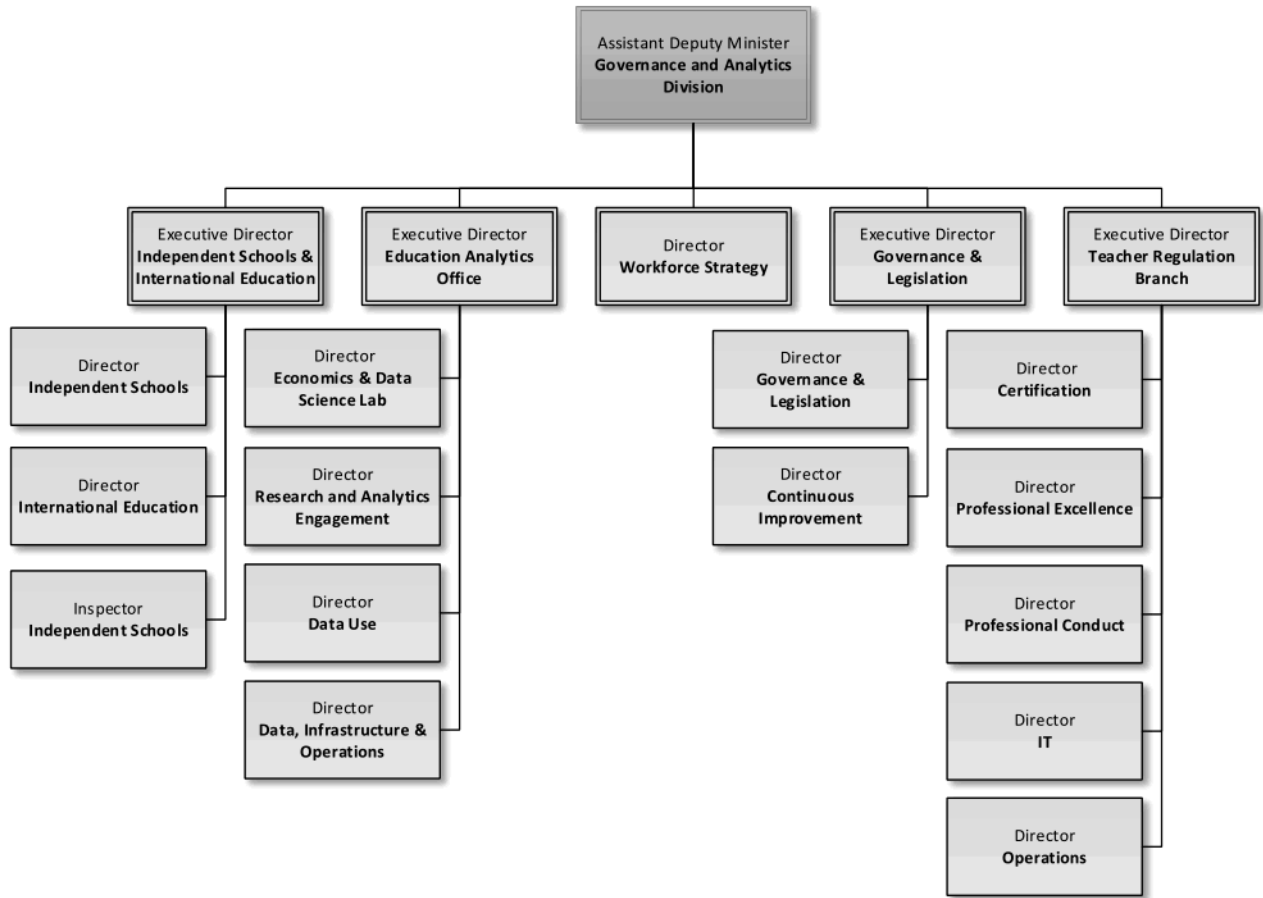 Assistant Deputy Minister
Governance and Analytics
Division
Executive Director
Independent Schools &
International Education
Executive Director
Education Analytics
Office
Director
Workforce Strategy
Executive Director
Governance &
Legislation
Executive Director
Teacher Regulation
Branch
Director
Independent Schools
Director
International Education
Inspector
Independent Schools
Director
Economics & Data
Science Lab
Director
Research and Analytics
Engagement
Director
Data Use
Director
Data, Infrastructure &
Operations
Director
Governance &
Legislation
Director
Continuous
Improvement
Director
Certification
Director
Professional Excellence
Director
Professional Conduct
Director
IT
Director
Operations